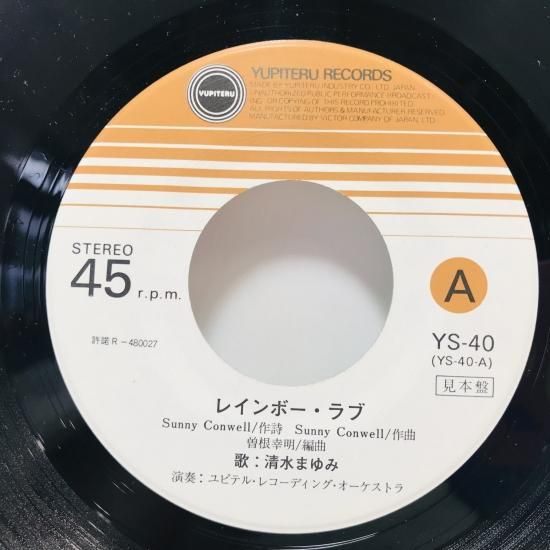 YUPITERU
YUPITERU RECORDS
MADE BY YUPITERU INDUSTRY CO., LTD. JAPAN.
UNAUTHORIZED PUBLIC PERFORMANCE·BROADCAST-
ING OR COPYING OF THIS RECORD PROHIBITED.
ALL RIGHTS OF AUTHORS & MANUFACTURER RESERVED.
MANUFACTURED BY VICTOR COMPANY OF JAPAN, LTD.
STEREO
45 r.p.m.
A
YS-40
(YS-40-A)
許諾 R-480027
見本盤
レインボー・ラブ
Sunny Conwell/作詩 Sunny Conwell/作曲
曽根幸明/編曲
歌:清水まゆみ
演奏:ユピテル・レコーディング・オーケストラ